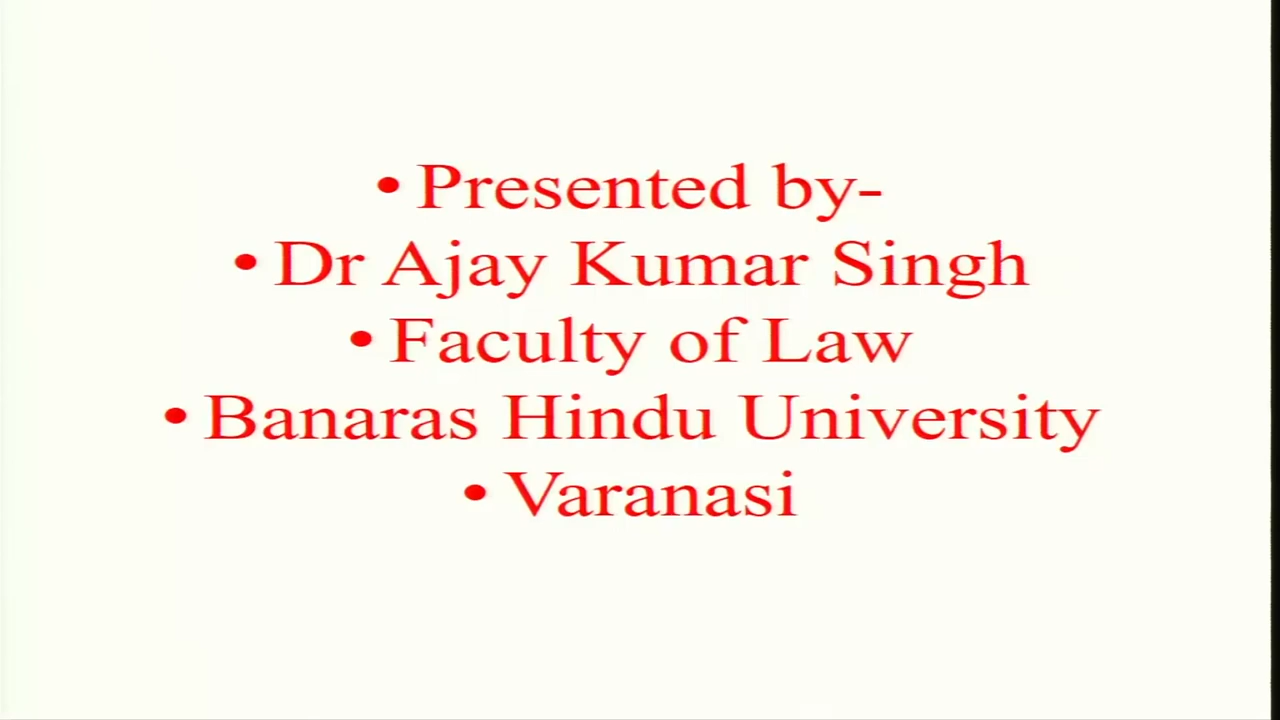 • Presented by-
• Dr Ajay Kumar Singh
• Faculty of Law
• Banaras Hindu University
• Varanasi